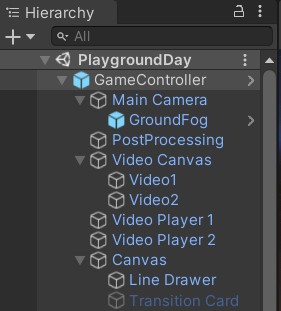 Hierarchy
All
PlaygroundDay
GameController
Main Camera
GroundFog
PostProcessing
Video Canvas
Video1
Video2
Video Player 1
Video Player 2
Canvas
Line Drawer
Transition Card